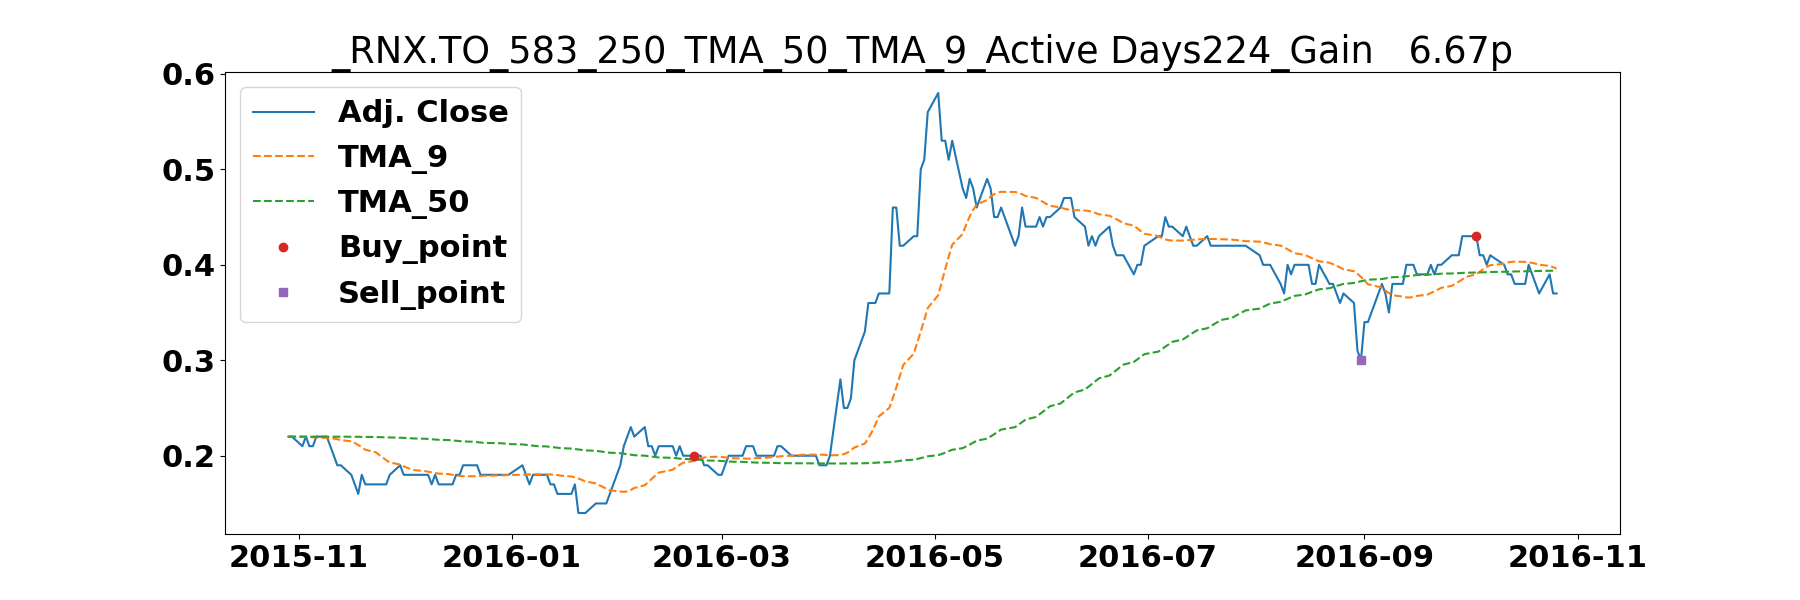 _RNX.TO_583_250_TMA_50_TMA_9_Active Days224_Gain   6.67p
0.6
0.5
0.4
0.3
0.2
Adj. Close
TMA_9
TMA_50
Buy_point
Sell_point
2015-11 2016-01 2016-03 2016-05 2016-07 2016-09 2016-11